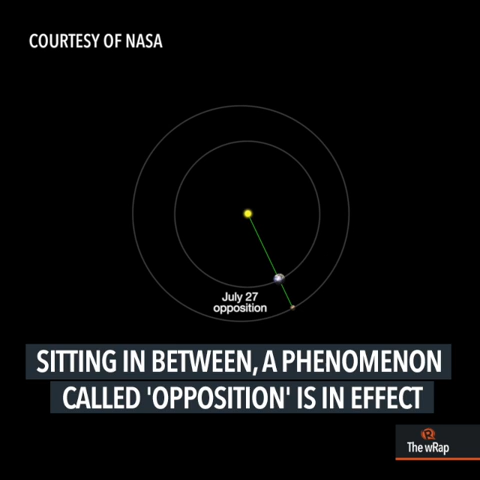 COURTESY OF NASA
July 27
opposition
SITTING IN BETWEEN, A PHENOMENON
CALLED 'OPPOSITION' IS IN EFFECT
The wRap